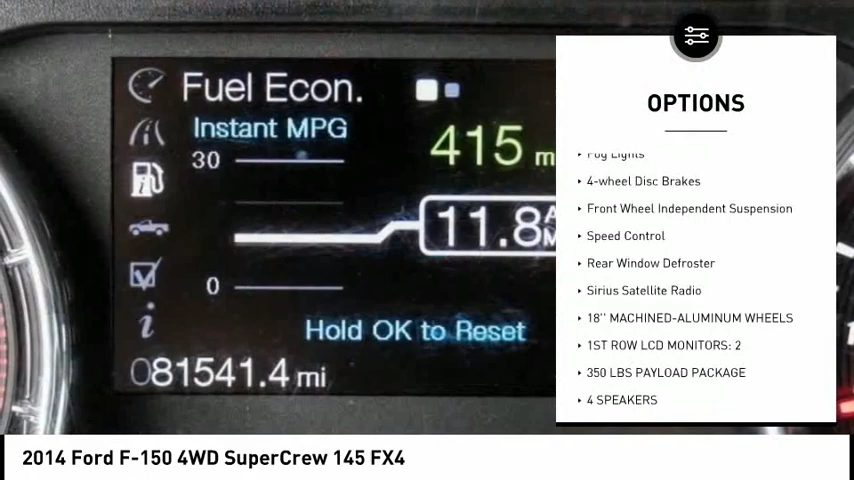 Fuel Econ.
Instant MPG
30
0
415 m
11.8
Hold OK to Reset
081541.4 mi
OPTIONS
Fog Lights
4-wheel Disc Brakes
Front Wheel Independent Suspension
Speed Control
Rear Window Defroster
Sirius Satellite Radio
18'' MACHINED-ALUMINUM WHEELS
1ST ROW LCD MONITORS: 2
350 LBS PAYLOAD PACKAGE
4 SPEAKERS
2014 Ford F-150 4WD SuperCrew 145 FX4